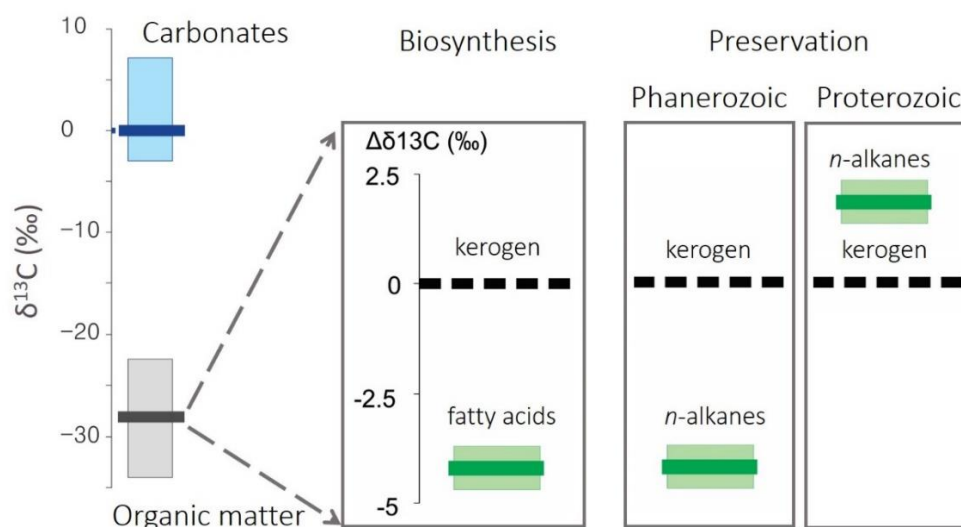 Carbonates
Biosynthesis
Preservation
Phanerozoic
Proterozoic
10
0
−10
−20
−30
δ¹³C (‰)
Organic matter
Δδ13C (‰)
2.5
0
-2.5
-5
kerogen
fatty acids
kerogen
n-alkanes
n-alkanes
kerogen